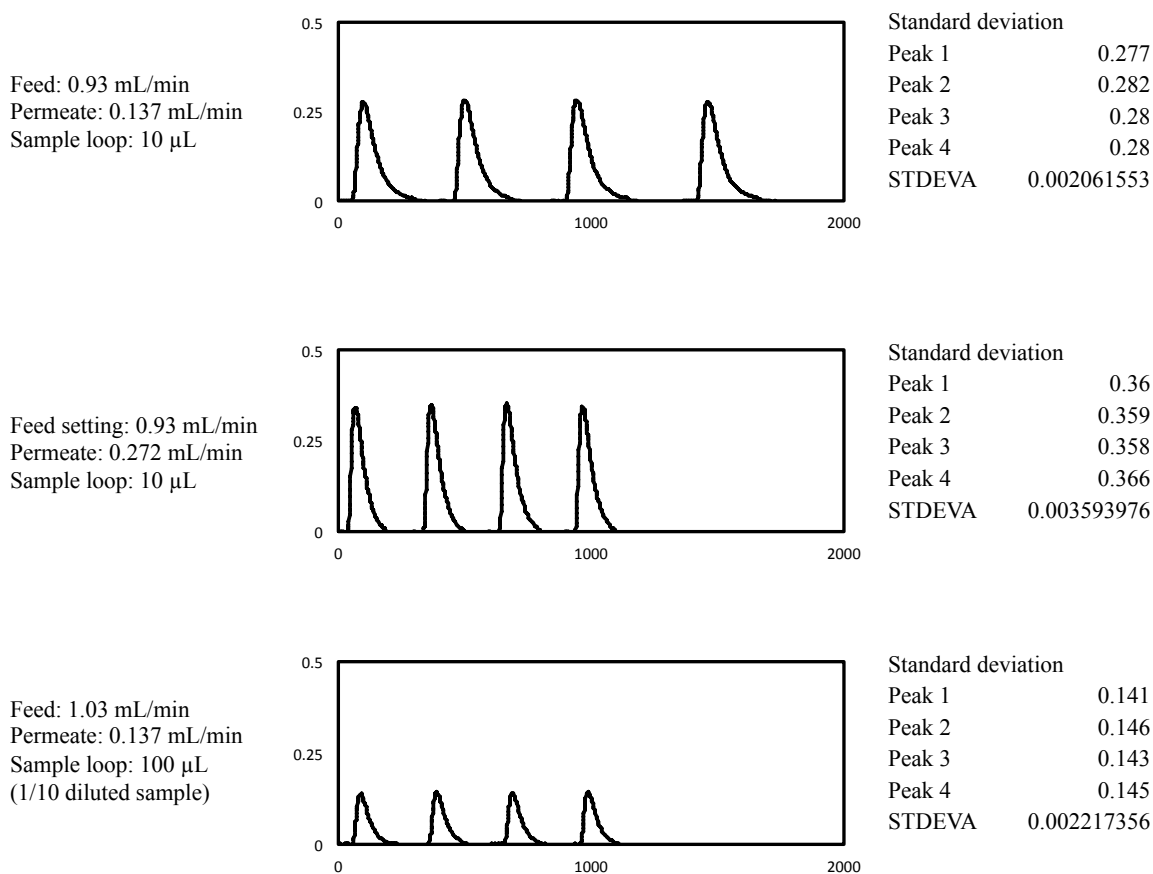 Feed: 0.93 mL/min
Permeate: 0.137 mL/min
Sample loop: 10 µL
0.5
0.25
0
0
1000
2000
Standard deviation
Peak 1 0.277
Peak 2 0.282
Peak 3 0.28
Peak 4 0.28
STDEVA 0.002061553
Feed setting: 0.93 mL/min
Permeate: 0.272 mL/min
Sample loop: 10 µL
0.5
0.25
0
0
1000
2000
Standard deviation
Peak 1 0.36
Peak 2 0.359
Peak 3 0.358
Peak 4 0.366
STDEVA 0.003593976
Feed: 1.03 mL/min
Permeate: 0.137 mL/min
Sample loop: 100 µL
(1/10 diluted sample)
0.5
0.25
0
0
1000
2000
Standard deviation
Peak 1 0.141
Peak 2 0.146
Peak 3 0.143
Peak 4 0.145
STDEVA 0.002217356